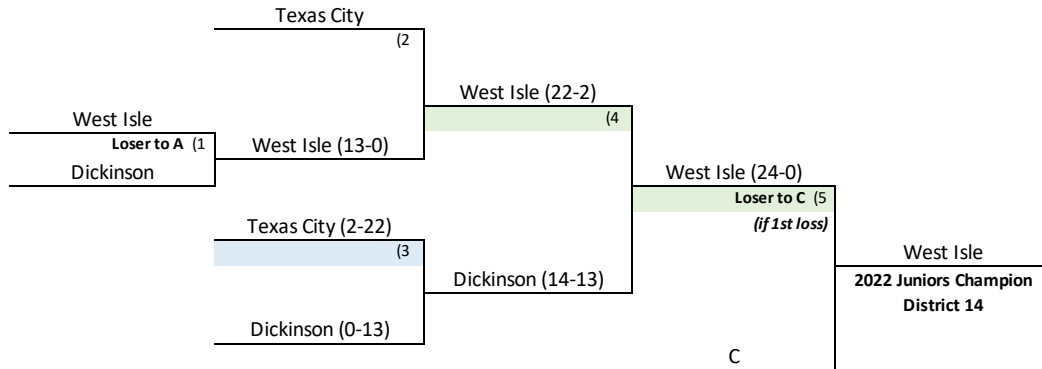 Texas City
(2
West Isle (22-2)
(4
West Isle
Loser to A (1
West Isle (13-0)
Dickinson
West Isle (24-0)
Loser to C (5
(if 1st loss)
Texas City (2-22)
(3
West Isle
Dickinson (14-13)
2022 Juniors Champion
District 14
Dickinson (0-13)
C